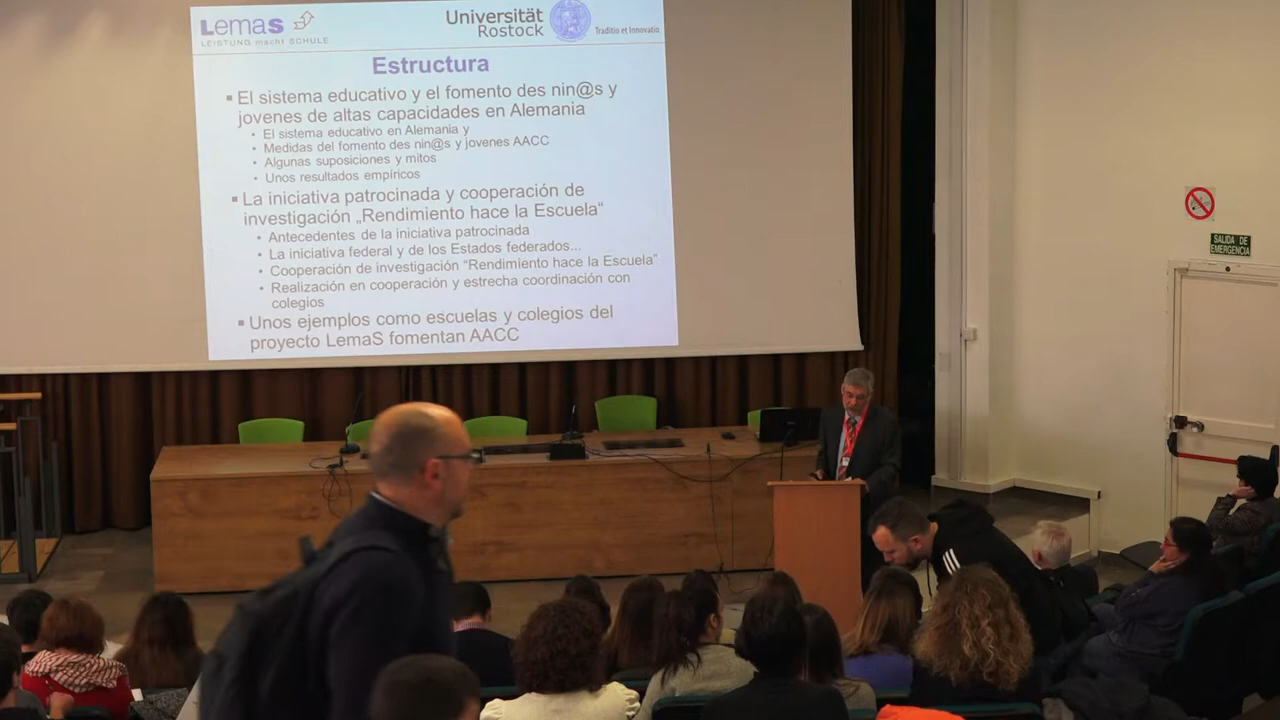 Lemas
LEISTUNG macht SCHULE
Universität
Rostock
Traditio et Innovatio
Estructura
▪ El sistema educativo y el fomento des nin@s y
jovenes de altas capacidades en Alemania
• El sistema educativo en Alemania y
• Medidas del fomento des nin@s y jovenes AACC
• Algunas suposiciones y mitos
• Unos resultados empíricos
▪ La iniciativa patrocinada y cooperación de
investigación „Rendimiento hace la Escuela“
• Antecedentes de la iniciativa patrocinada
• La iniciativa federal y de los Estados federados...
• Cooperación de investigación “Rendimiento hace la Escuela”
• Realización en cooperación y estrecha coordinación con
colegios
▪ Unos ejemplos como escuelas y colegios del
proyecto LemaS fomentan AACC
SALIDA DE
EMERGENCIA